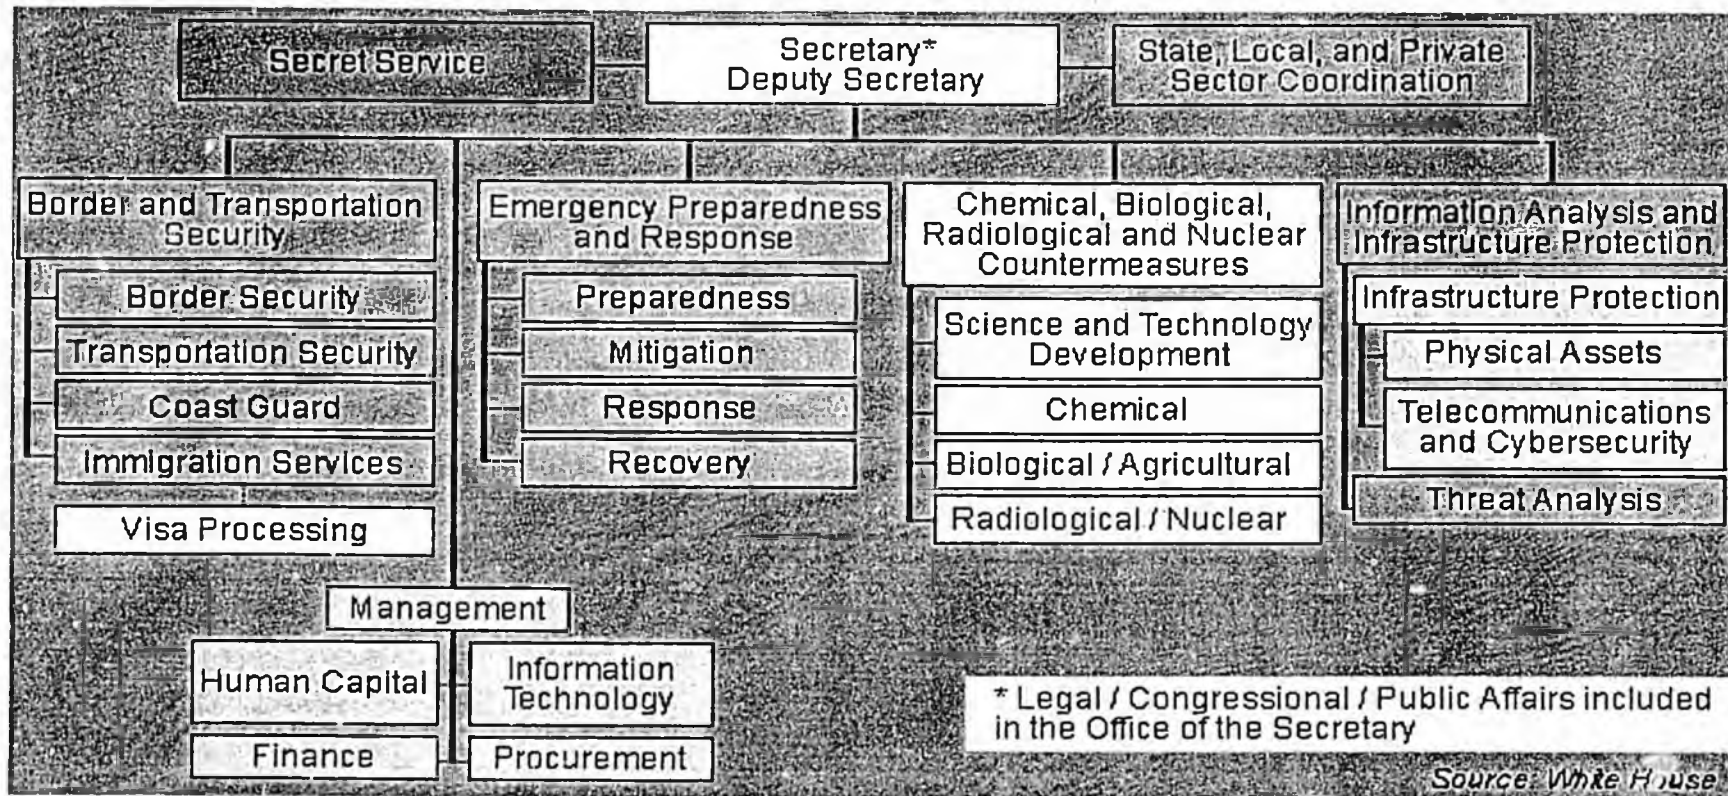 Secret Service
Secretary*
Deputy Secretary
State, Local, and Private
Sector Coordination
Border and Transportation
Security
Border Security
Transportation Security
Coast Guard
Immigration Services
Visa Processing
Emergency Preparedness
and Response
Preparedness
Mitigation
Response
Recovery
Chemical, Biological,
Radiological and Nuclear
Countermeasures
Science and Technology
Development
Chemical
Biological / Agricultural
Radiological / Nuclear
Information Analysis and
Infrastructure Protection
Infrastructure Protection
Physical Assets
Telecommunications
and Cybersecurity
Threat Analysis
Management
Human Capital
Information
Technology
Finance
Procurement
* Legal / Congressional / Public Affairs included
in the Office of the Secretary
Source: White House